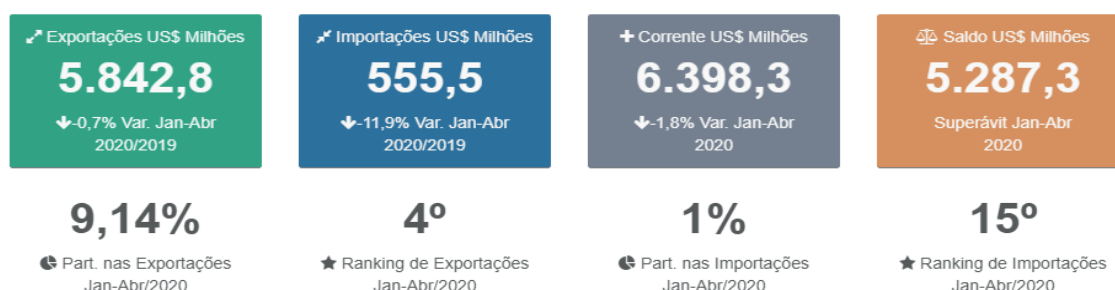 Exportações US$ Milhões
5.842,8
-0,7% Var. Jan-Abr
2020/2019
Importações US$ Milhões
555,5
-11,9% Var. Jan-Abr
2020/2019
Corrente US$ Milhões
6.398,3
-1,8% Var. Jan-Abr
2020
Saldo US$ Milhões
5.287,3
Superávit Jan-Abr
2020
9,14%
Part. nas Exportações
Jan-Abr/2020
4º
Ranking de Exportações
Jan-Abr/2020
1%
Part. nas Importações
Jan-Abr/2020
15º
Ranking de Importações
Jan-Abr/2020